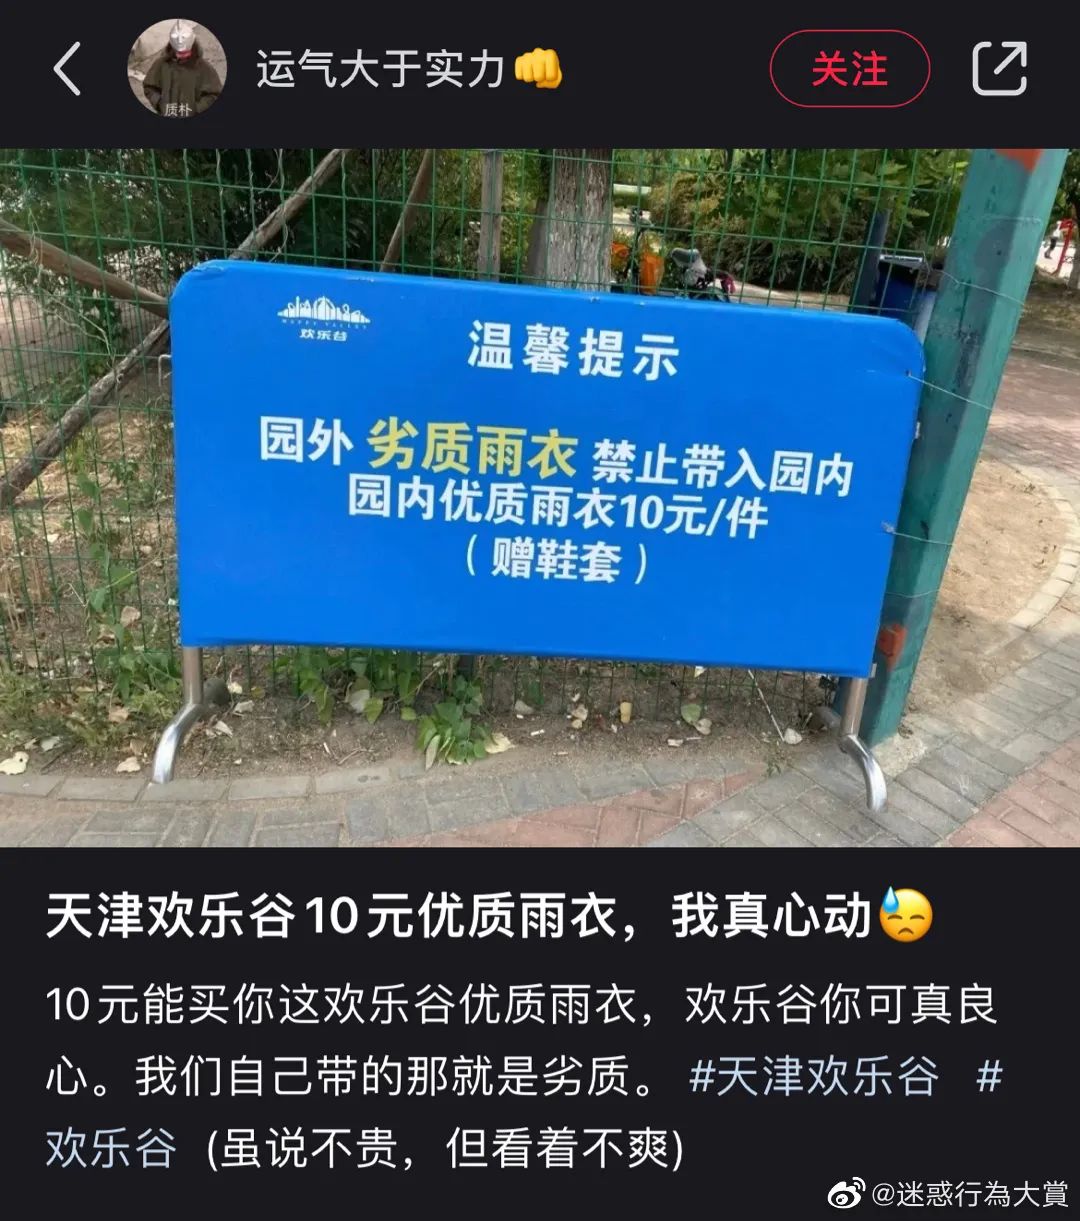 运气大于实力👊
关注
质朴
HAPPY VALLEY
欢乐谷
温馨提示
园外 劣质雨衣 禁止带入园内
园内优质雨衣10元/件
（赠鞋套）
天津欢乐谷10元优质雨衣，我真心动😓
10元能买你这欢乐谷优质雨衣，欢乐谷你可真良
心。我们自己带的那就是劣质。 #天津欢乐谷 #
欢乐谷 (虽说不贵，但看着不爽)
@迷惑行為大賞